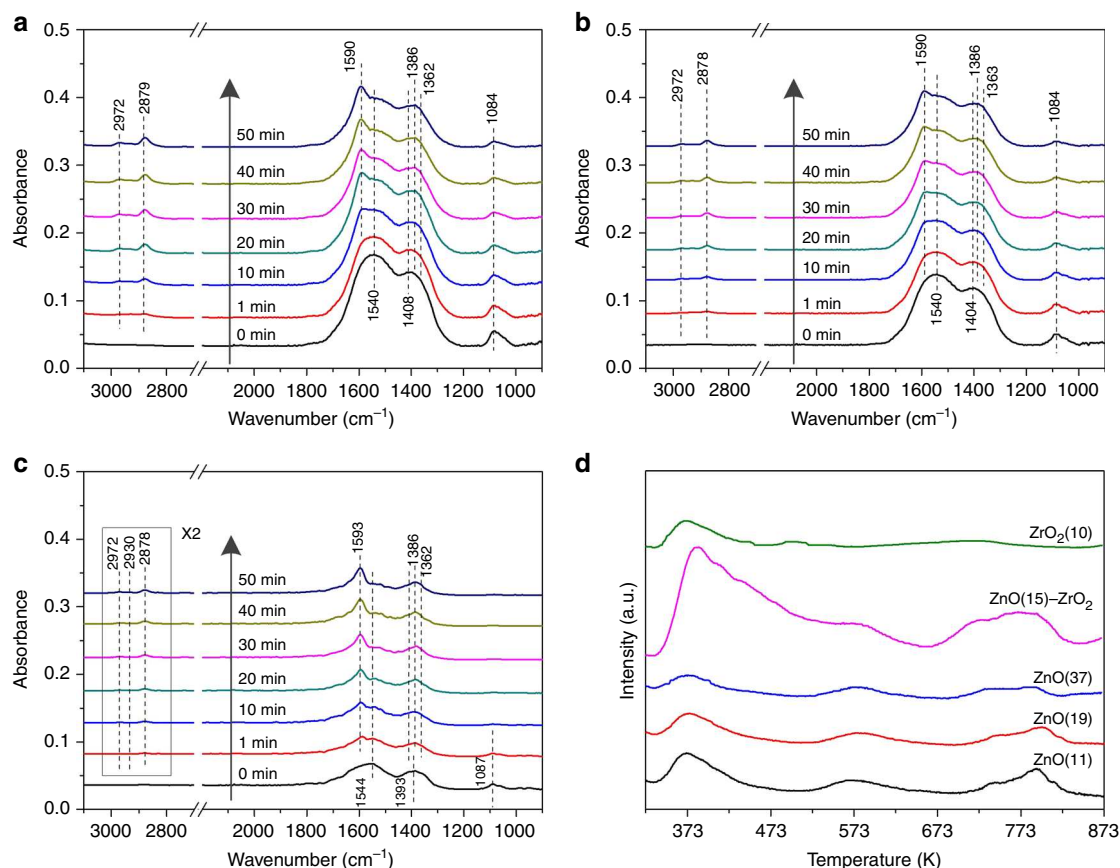 a
0.5
0.4
0.3
0.2
0.1
0.0
Absorbance
2972
2879
1590
1386
1362
1084
50 min
40 min
30 min
20 min
10 min
1 min
0 min
1540
1408
3000 2800 2000 1800 1600 1400 1200 1000
Wavenumber (cm⁻¹)
b
0.5
0.4
0.3
0.2
0.1
0.0
Absorbance
2972
2878
1590
1386
1363
1084
50 min
40 min
30 min
20 min
10 min
1 min
0 min
1540
1404
3000 2800 2000 1800 1600 1400 1200 1000
Wavenumber (cm⁻¹)
c
0.5
0.4
0.3
0.2
0.1
0.0
Absorbance
X2
2972
2930
2878
1593
1386
1362
50 min
40 min
30 min
20 min
10 min
1 min
0 min
1544
1393
1087
3000 2800 2000 1800 1600 1400 1200 1000
Wavenumber (cm⁻¹)
d
Intensity (a.u.)
ZrO₂(10)
ZnO(15)–ZrO₂
ZnO(37)
ZnO(19)
ZnO(11)
373 473 573 673 773 873
Temperature (K)